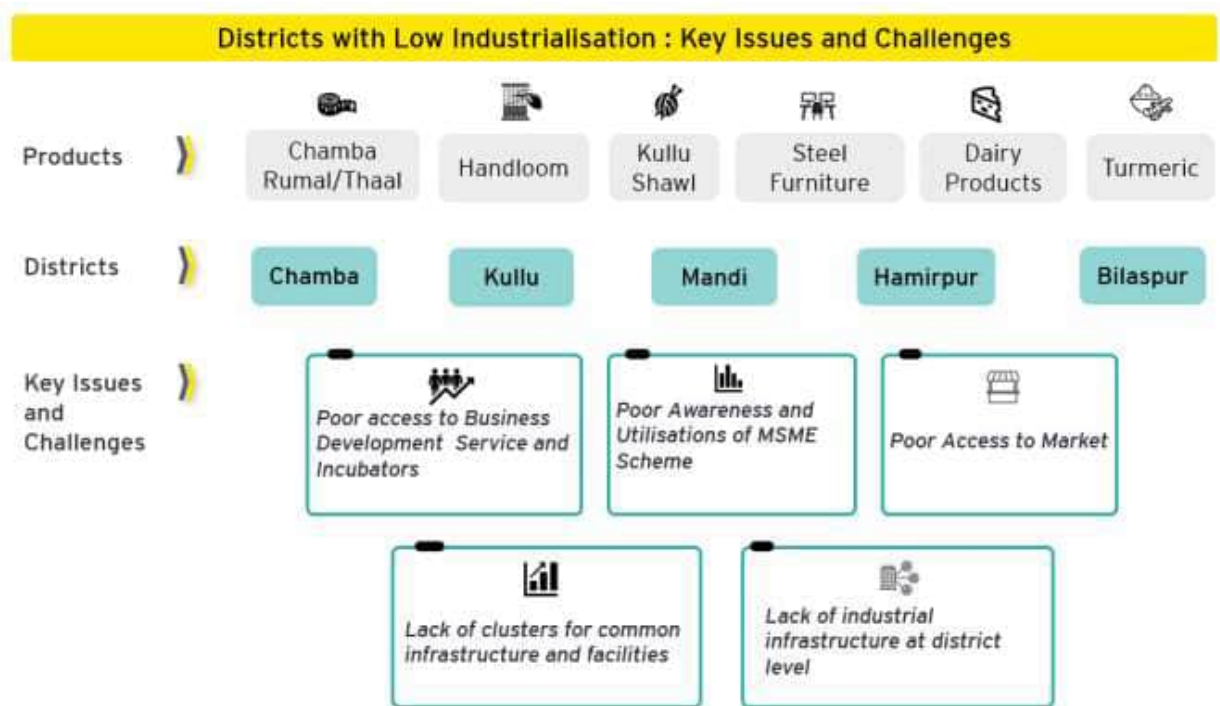 Districts with Low Industrialisation : Key Issues and Challenges
Products
Chamba
Rumal/Thaal
Handloom
Kullu
Shawl
Steel
Furniture
Dairy
Products
Turmeric
Districts
Chamba
Kullu
Mandi
Hamirpur
Bilaspur
Key Issues
and
Challenges
Poor access to Business
Development Service and
Incubators
Poor Awareness and
Utilisations of MSME
Scheme
Poor Access to Market
Lack of clusters for common
infrastructure and facilities
Lack of industrial
infrastructure at district
level